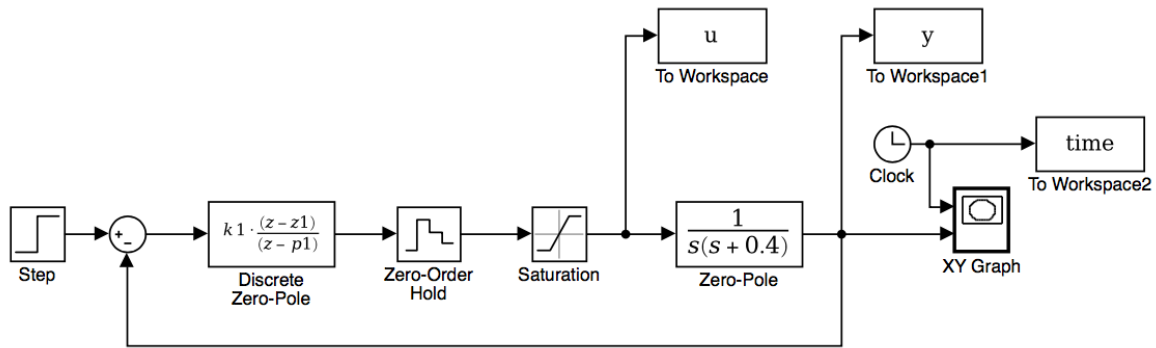 u
To Workspace
y
To Workspace1
time
To Workspace2
Clock
XY Graph
Step
+
−
k1·(z−z1)/(z−p1)
Discrete
Zero-Pole
Zero-Order
Hold
Saturation
1/s(s+0.4)
Zero-Pole